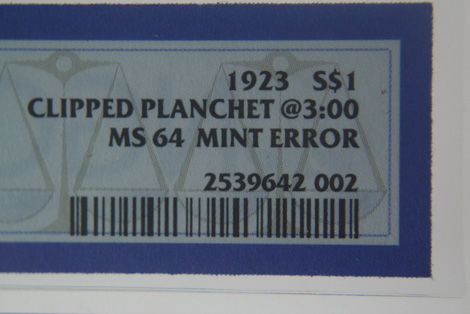 1923 S$1
CLIPPED PLANCHET @3:00
MS 64 MINT ERROR
2539642 002